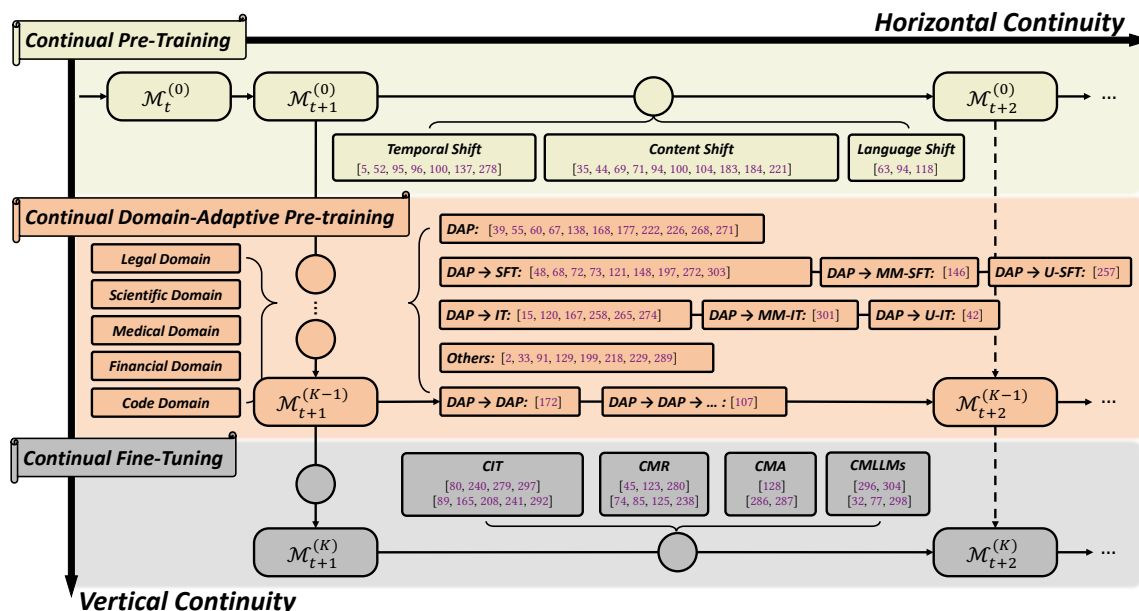 Horizontal Continuity
Continual Pre-Training
ℳ_t^(0)
ℳ_{t+1}^(0)
ℳ_{t+2}^(0)
...
Temporal Shift
[5, 52, 95, 96, 100, 137, 278]
Content Shift
[35, 44, 69, 71, 94, 100, 104, 183, 184, 221]
Language Shift
[63, 94, 118]
Continual Domain-Adaptive Pre-training
Legal Domain
Scientific Domain
Medical Domain
Financial Domain
Code Domain
...
ℳ_{t+1}^(K−1)
DAP: [39, 55, 60, 67, 138, 168, 177, 222, 226, 268, 271]
DAP → SFT: [48, 68, 72, 73, 121, 148, 197, 272, 303]
DAP → MM-SFT: [146]
DAP → U-SFT: [257]
DAP → IT: [15, 120, 167, 258, 265, 274]
DAP → MM-IT: [301]
DAP → U-IT: [42]
Others: [2, 33, 91, 129, 199, 218, 229, 289]
DAP → DAP: [172]
DAP → DAP → ... : [107]
ℳ_{t+2}^(K−1)
...
Continual Fine-Tuning
CIT
[80, 240, 279, 297]
[89, 165, 208, 241, 292]
CMR
[45, 123, 280]
[74, 85, 125, 238]
CMA
[128]
[286, 287]
CMLLMs
[296, 304]
[32, 77, 298]
ℳ_{t+1}^(K)
ℳ_{t+2}^(K)
...
Vertical Continuity